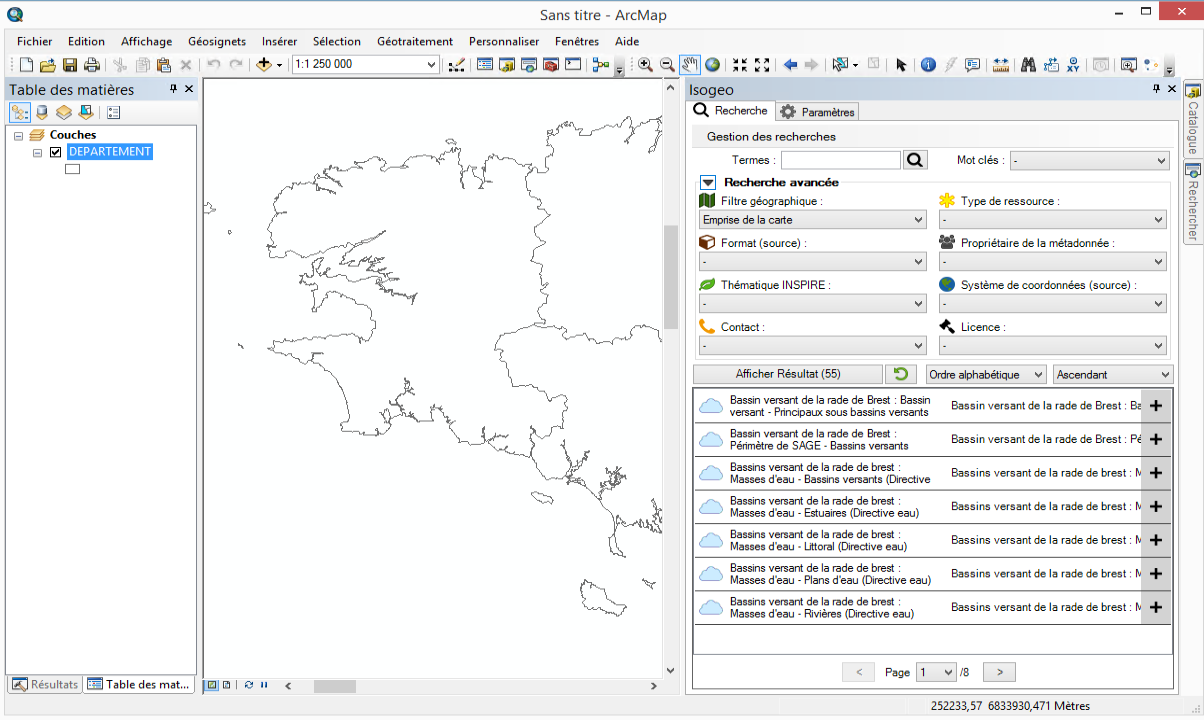 Sans titre - ArcMap
Fichier Edition Affichage Géosignets Insérer Sélection Géotraitement Personnaliser Fenêtres Aide
1:1 250 000
Table des matières
Couches
DEPARTEMENT
Résultats Table des mat...
Isogeo
Recherche Paramètres
Gestion des recherches
Termes : Mot clés : -
Recherche avancée
Filtre géographique : Type de ressource :
Emprise de la carte -
Format (source) : Propriétaire de la métadonnée :
- -
Thématique INSPIRE : Système de coordonnées (source) :
- -
Contact : Licence :
- -
Afficher Résultat (55) Ordre alphabétique Ascendant
Bassin versant de la rade de Brest : Bassin
versant - Principaux sous bassins versants
Bassin versant de la rade de Brest : Ba
+
Bassin versant de la rade de Brest :
Périmètre de SAGE - Bassins versants
Bassin versant de la rade de Brest : Pé
+
Bassins versant de la rade de brest :
Masses d'eau - Bassins versants (Directive
Bassins versant de la rade de brest : M
+
Bassins versant de la rade de brest :
Masses d'eau - Estuaires (Directive eau)
Bassins versant de la rade de brest : M
+
Bassins versant de la rade de brest :
Masses d'eau - Littoral (Directive eau)
Bassins versant de la rade de brest : M
+
Bassins versant de la rade de brest :
Masses d'eau - Plans d'eau (Directive eau)
Bassins versant de la rade de brest : M
+
Bassins versant de la rade de brest :
Masses d'eau - Rivières (Directive eau)
Bassins versant de la rade de brest : M
+
< Page 1 /8 >
Catalogue
Rechercher
252233,57 6833930,471 Mètres